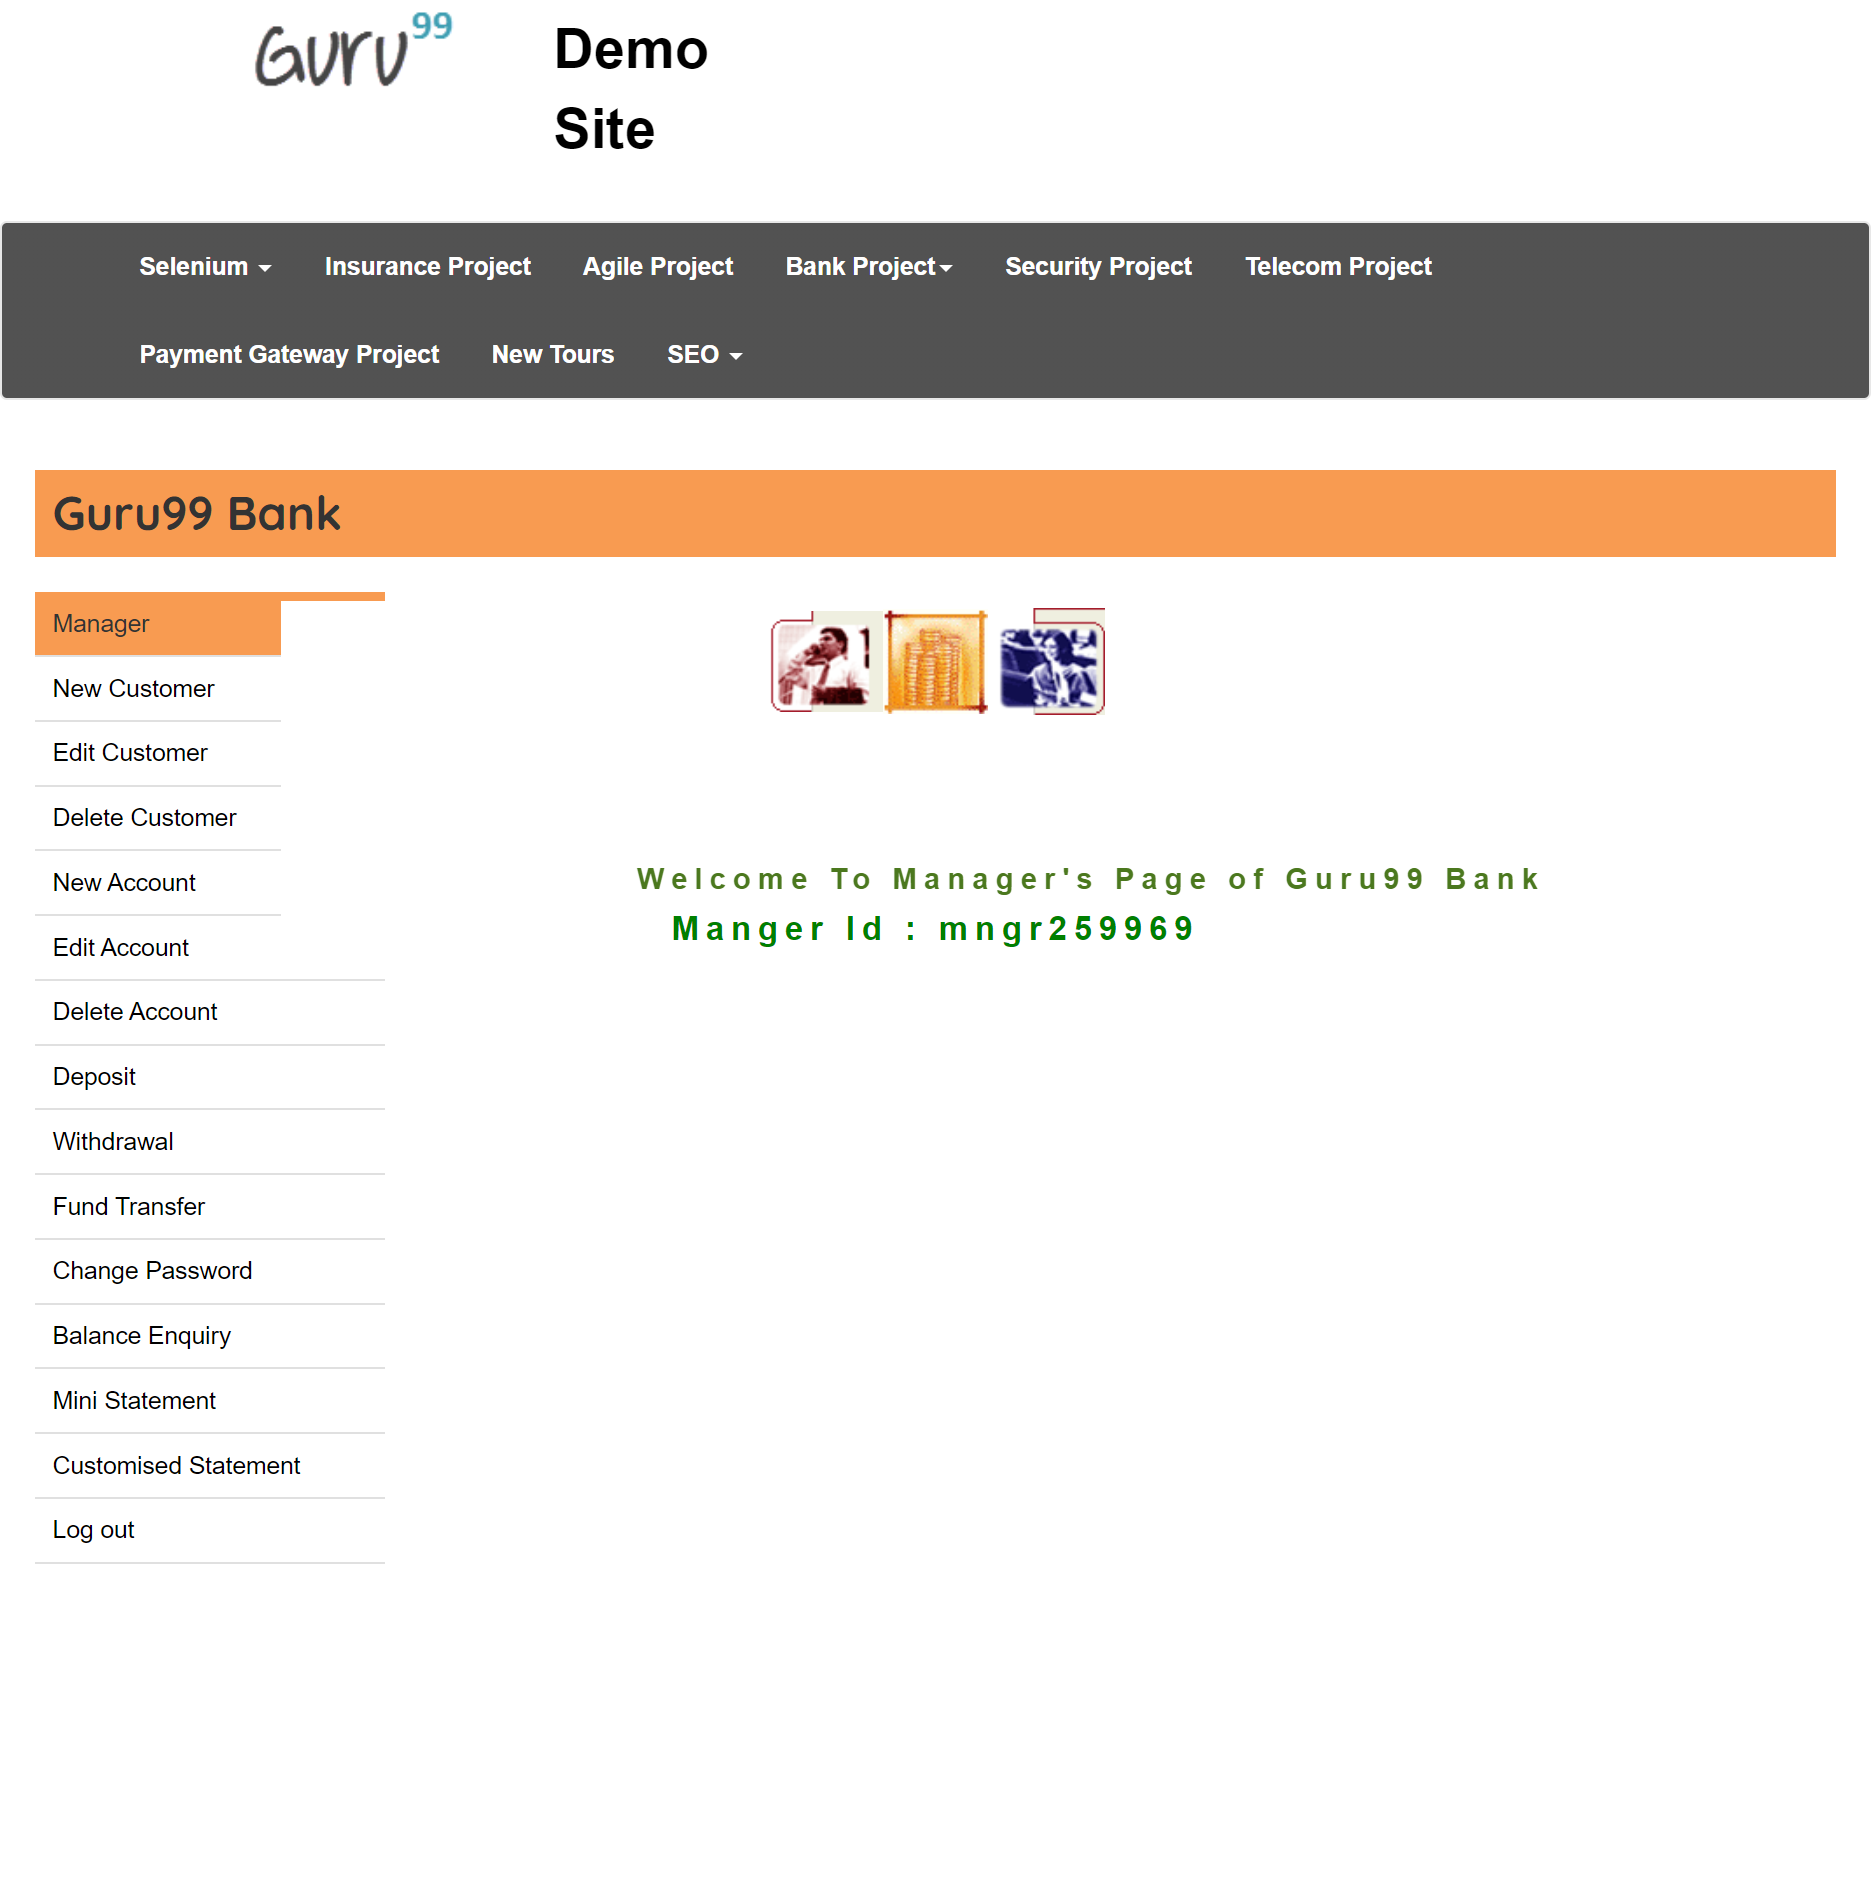 Guru99
Demo
Site
Selenium
Insurance Project
Agile Project
Bank Project
Security Project
Telecom Project
Payment Gateway Project
New Tours
SEO
Guru99 Bank
Manager
New Customer
Edit Customer
Delete Customer
New Account
Edit Account
Delete Account
Deposit
Withdrawal
Fund Transfer
Change Password
Balance Enquiry
Mini Statement
Customised Statement
Log out
Welcome To Manager's Page of Guru99 Bank
Manger Id : mngr259969